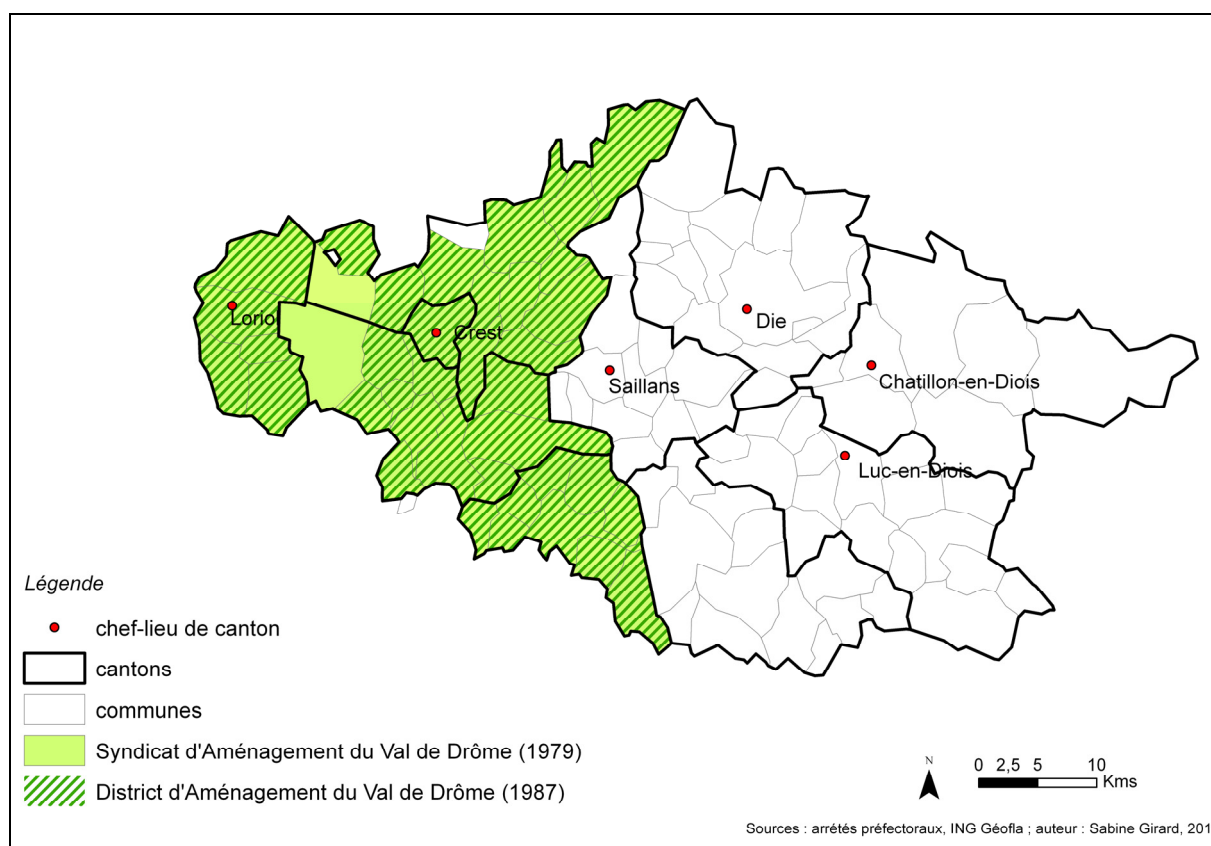 Loriol
Crest
Die
Saillans
Chatillon-en-Diois
Luc-en-Diois
Légende
chef-lieu de canton
cantons
communes
Syndicat d'Aménagement du Val de Drôme (1979)
District d'Aménagement du Val de Drôme (1987)
N
0 2,5 5 10
Kms
Sources : arrétés préfectoraux, ING Géofla ; auteur : Sabine Girard, 201